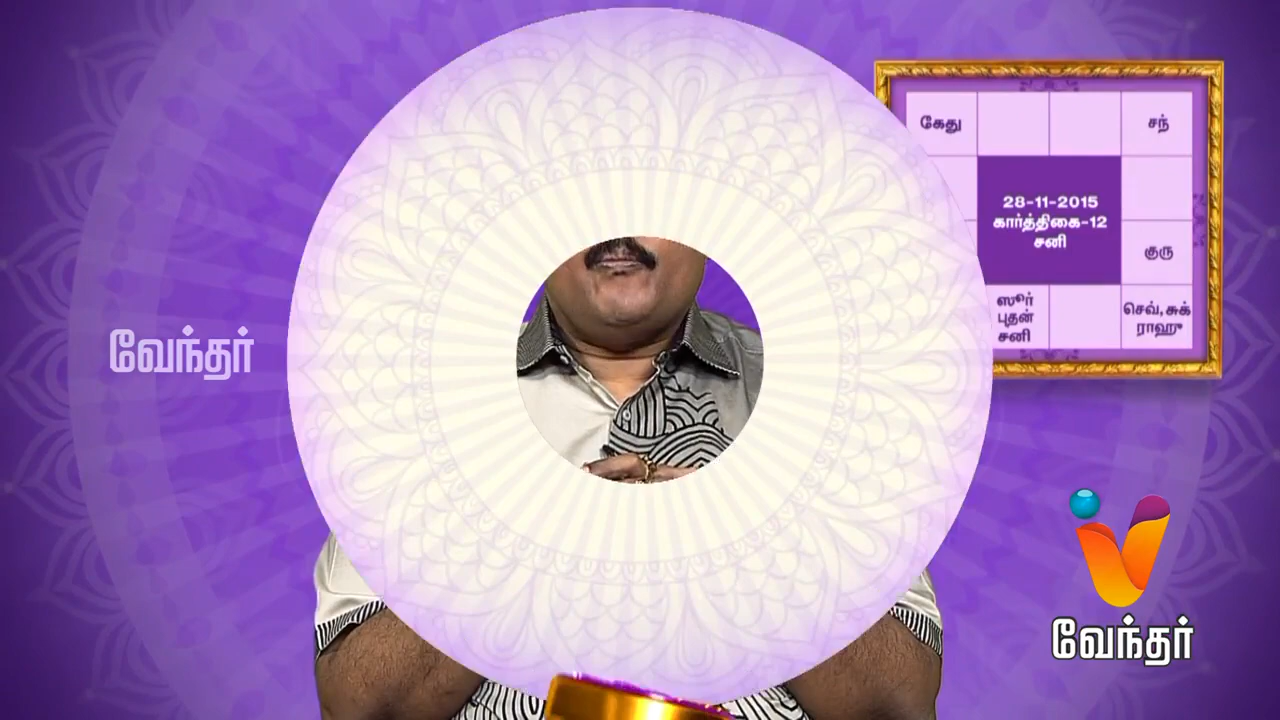 கேது
சந்
28-11-2015
கார்த்திகை-12
சனி
குரு
ஸூர்
புதன்
சனி
செவ், சுக்
ராஹு
வேந்தர்
வேந்தர்